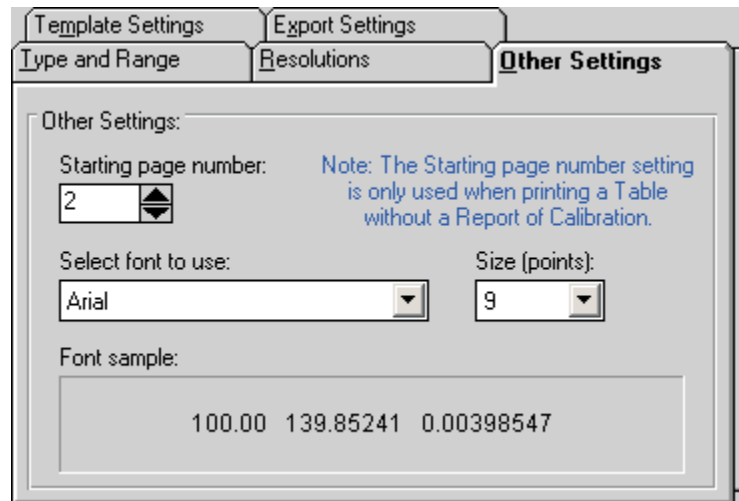 Template Settings
Export Settings
Type and Range
Resolutions
Other Settings
Other Settings:
Starting page number:
2
Note: The Starting page number setting
is only used when printing a Table
without a Report of Calibration.
Select font to use:
Size (points):
Arial
9
Font sample:
100.00 139.85241 0.00398547